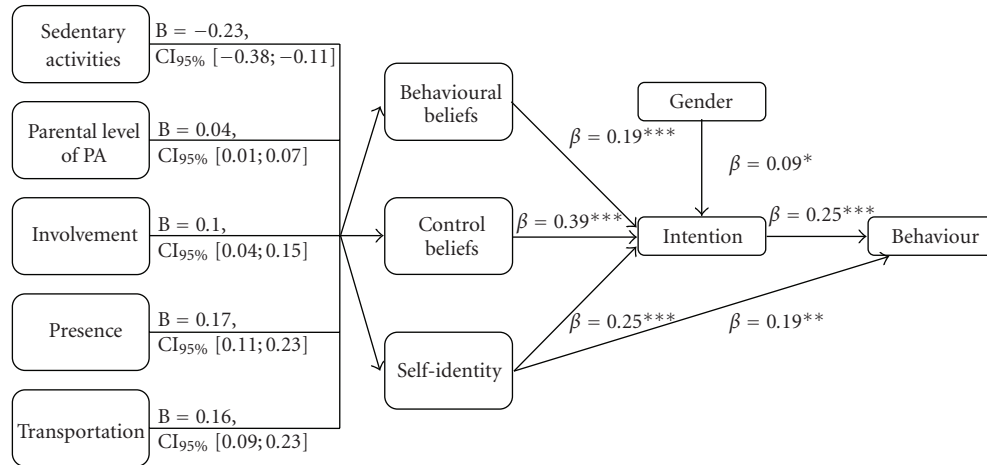 Sedentary
activities
B = −0.23,
CI95% [−0.38; −0.11]
Parental level
of PA
B = 0.04,
CI95% [0.01; 0.07]
Involvement
B = 0.1,
CI95% [0.04; 0.15]
Presence
B = 0.17,
CI95% [0.11; 0.23]
Transportation
B = 0.16,
CI95% [0.09; 0.23]
Behavioural
beliefs
Control
beliefs
Self-identity
β = 0.19***
β = 0.39***
β = 0.25***
Gender
β = 0.09*
Intention
β = 0.25***
β = 0.19**
Behaviour